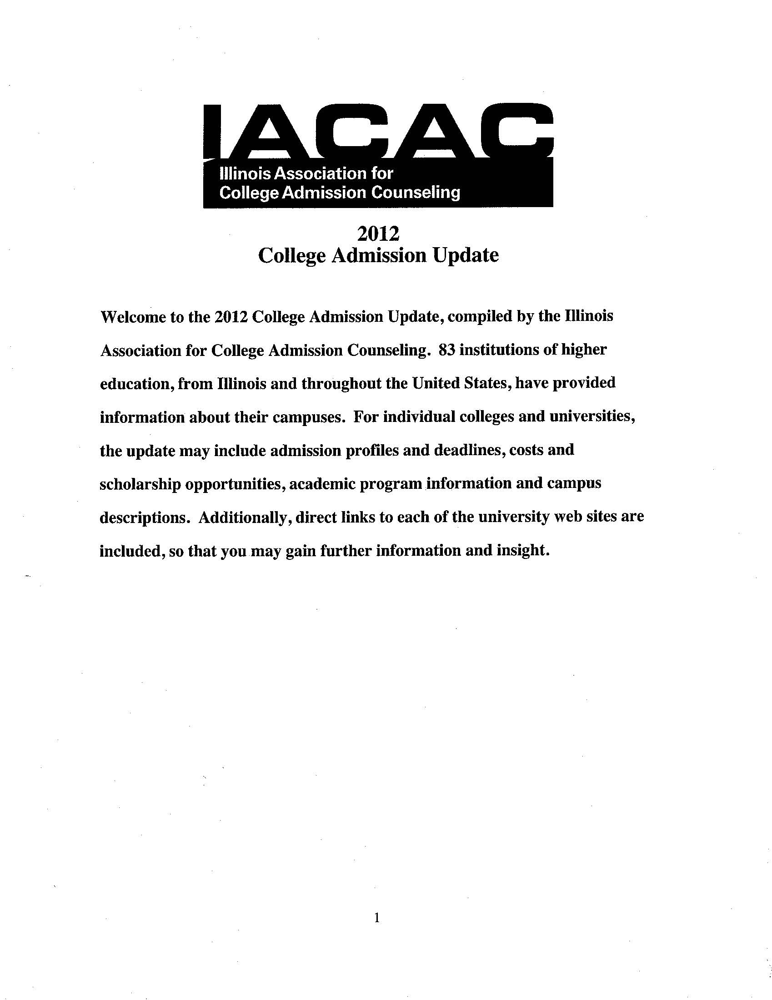 IACAC
Illinois Association for
College Admission Counseling
2012
College Admission Update
Welcome to the 2012 College Admission Update, compiled by the Illinois
Association for College Admission Counseling.  83 institutions of higher
education, from Illinois and throughout the United States, have provided
information about their campuses.  For individual colleges and universities,
the update may include admission profiles and deadlines, costs and
scholarship opportunities, academic program information and campus
descriptions.  Additionally, direct links to each of the university web sites are
included, so that you may gain further information and insight.
1